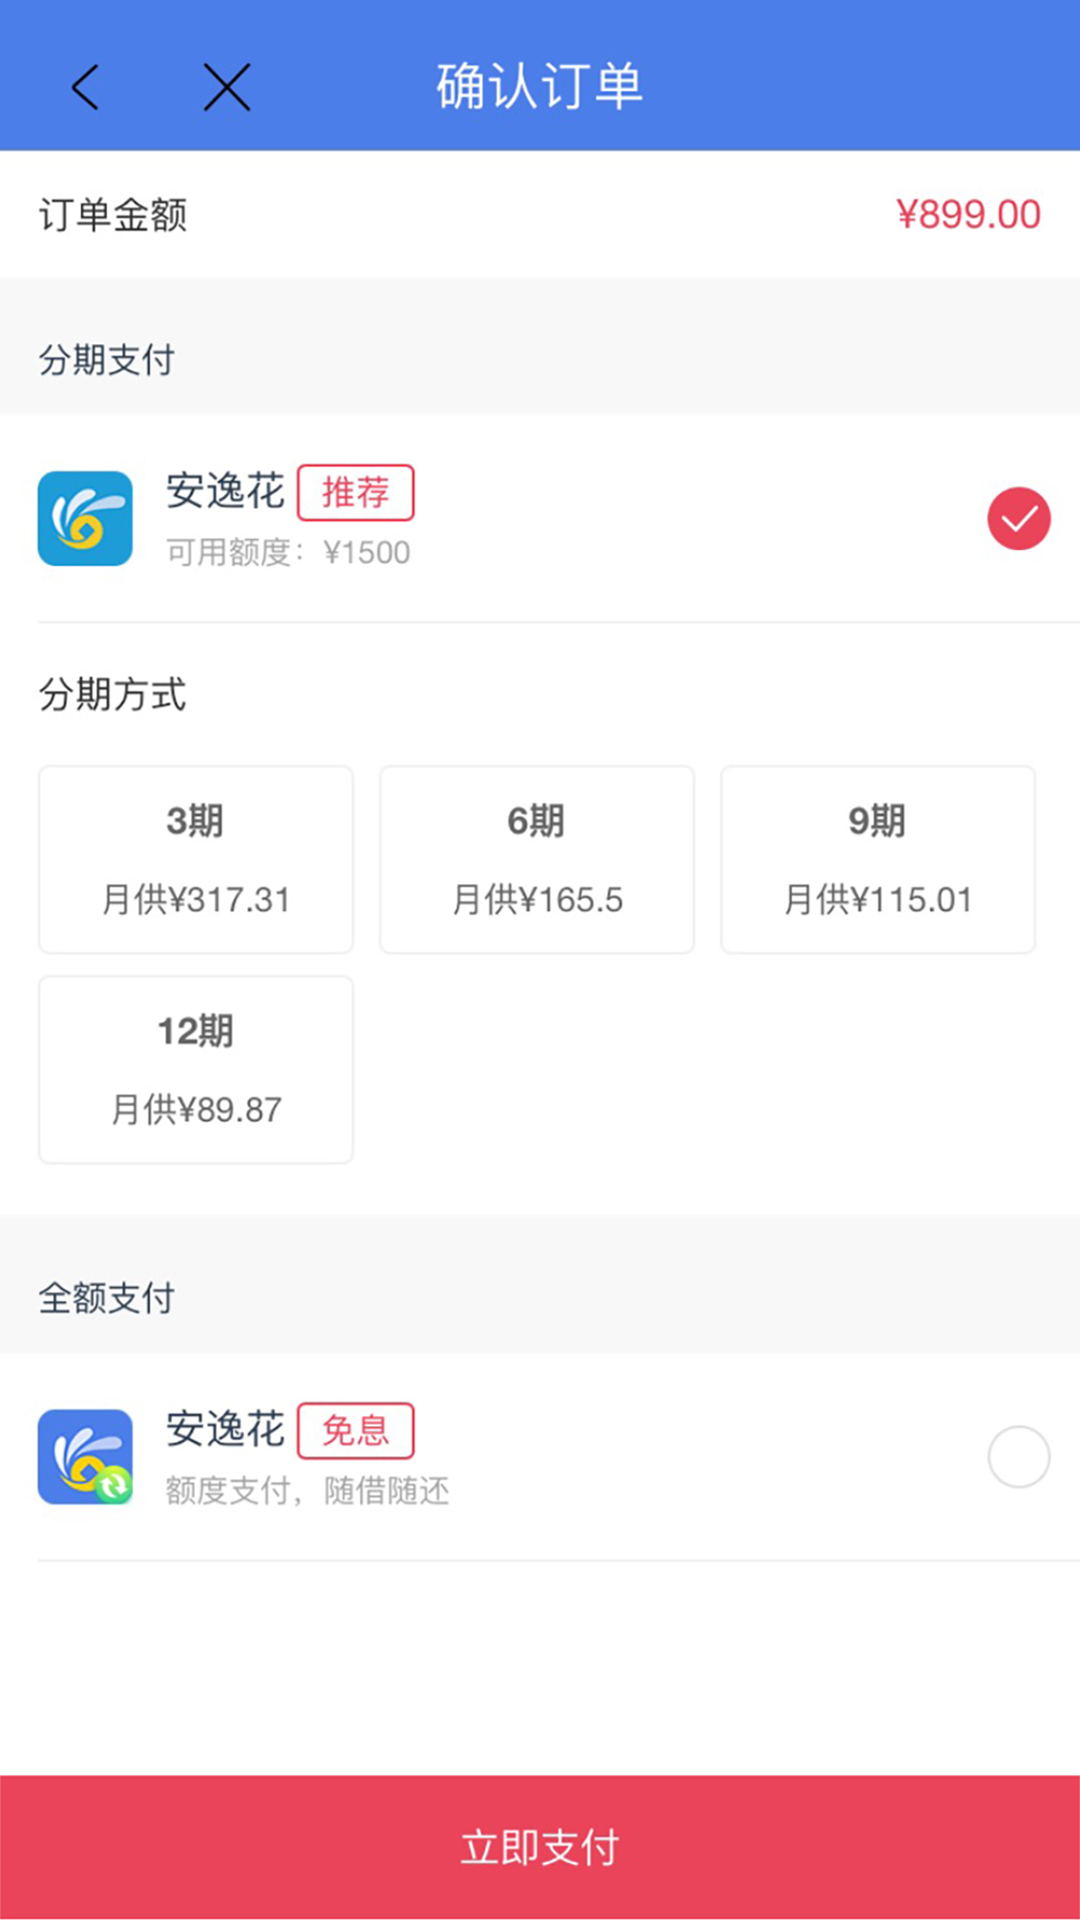 确认订单
订单金额 ¥899.00
分期支付
安逸花 推荐
可用额度：¥1500
分期方式
3期 6期 9期
月供¥317.31 月供¥165.5 月供¥115.01
12期
月供¥89.87
全额支付
安逸花 免息
额度支付，随借随还
立即支付